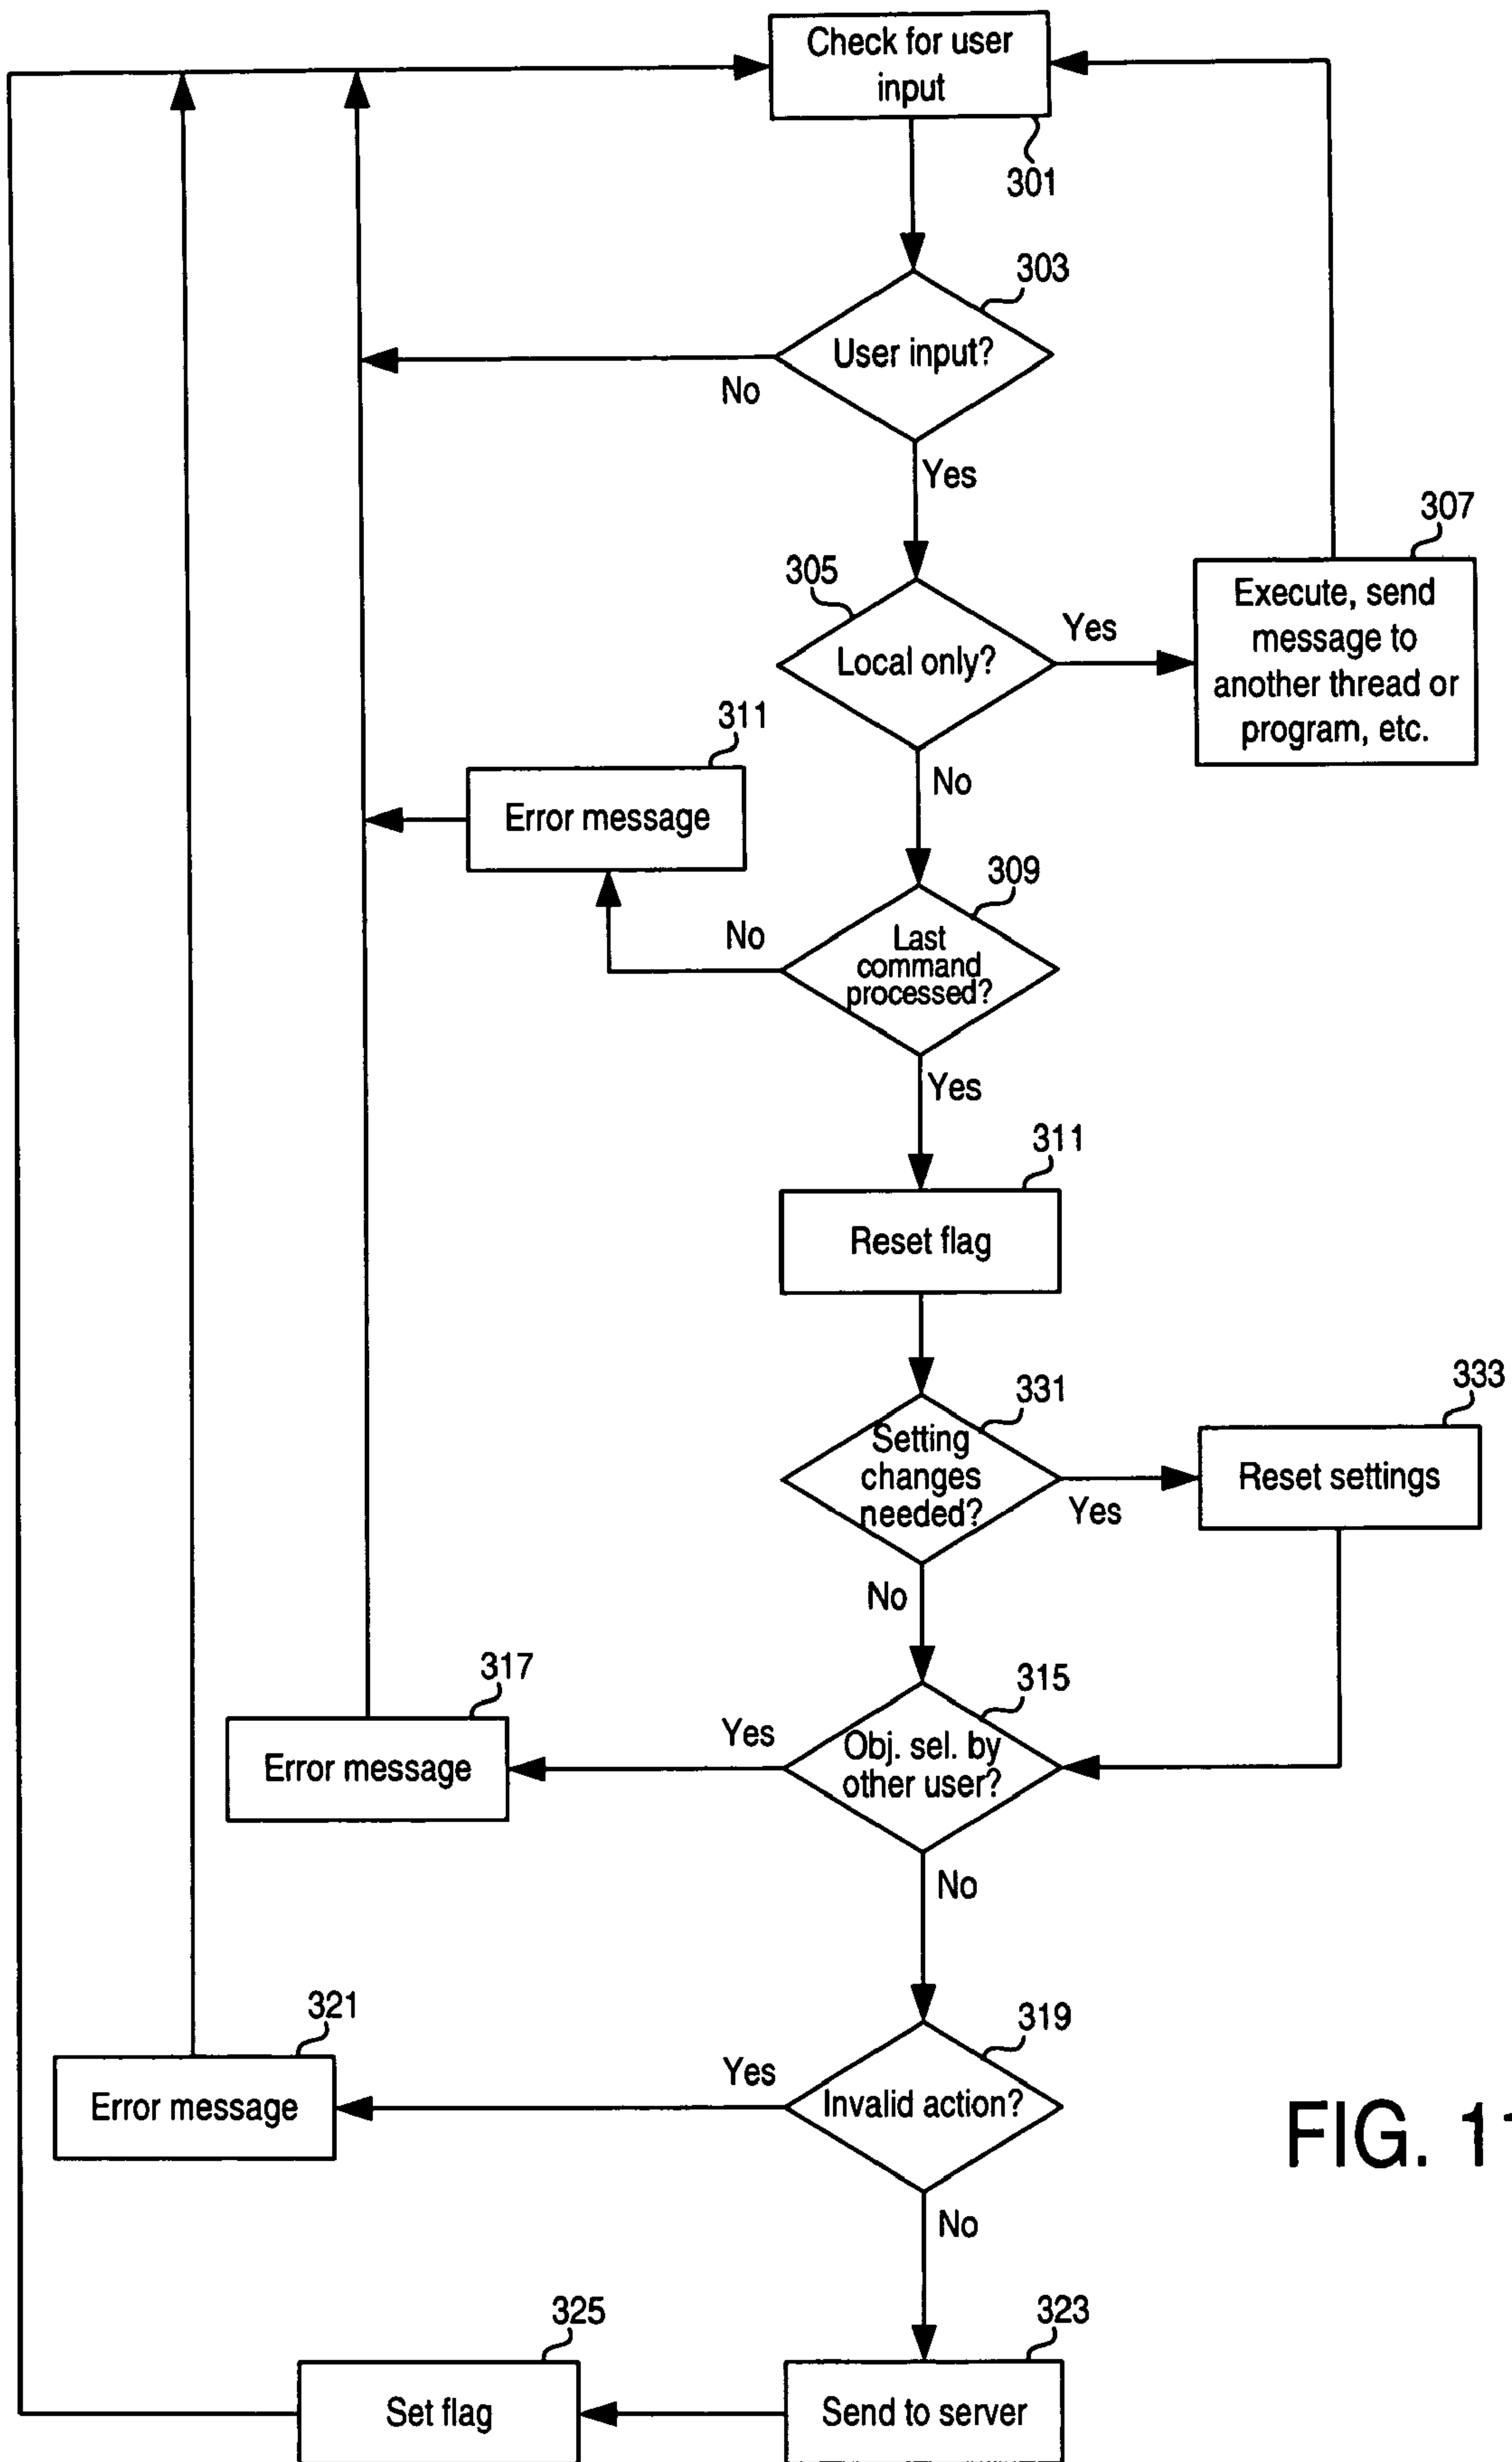 Check for user
input
301
303
User input?
No
Yes
307
305
Execute, send
message to
another thread or
program, etc.
Yes
Local only?
311
No
Error message
309
No
Last
command
processed?
Yes
311
Reset flag
331
333
Setting
changes
needed?
Reset settings
Yes
No
317
315
Yes
Obj. sel. by
other user?
Error message
No
321
319
Yes
Error message
Invalid action?
FIG. 11
No
325
323
Set flag
Send to server